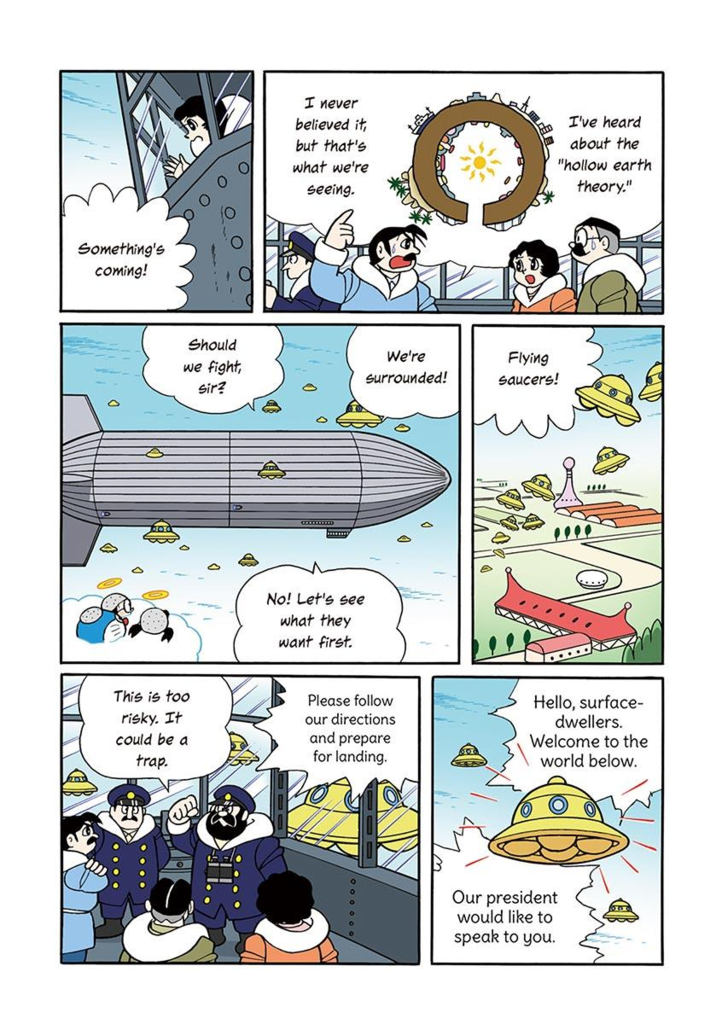 I've heard
about the
"hollow earth
theory."
I never
believed it,
but that's
what we're
seeing.
Something's
coming!
Flying
saucers!
We're
surrounded!
Should
we fight,
sir?
No! Let's see
what they
want first.
Hello, surface-
dwellers.
Welcome to the
world below.
Our president
would like to
speak to you.
Please follow
our directions
and prepare
for landing.
This is too
risky. It
could be a
trap.